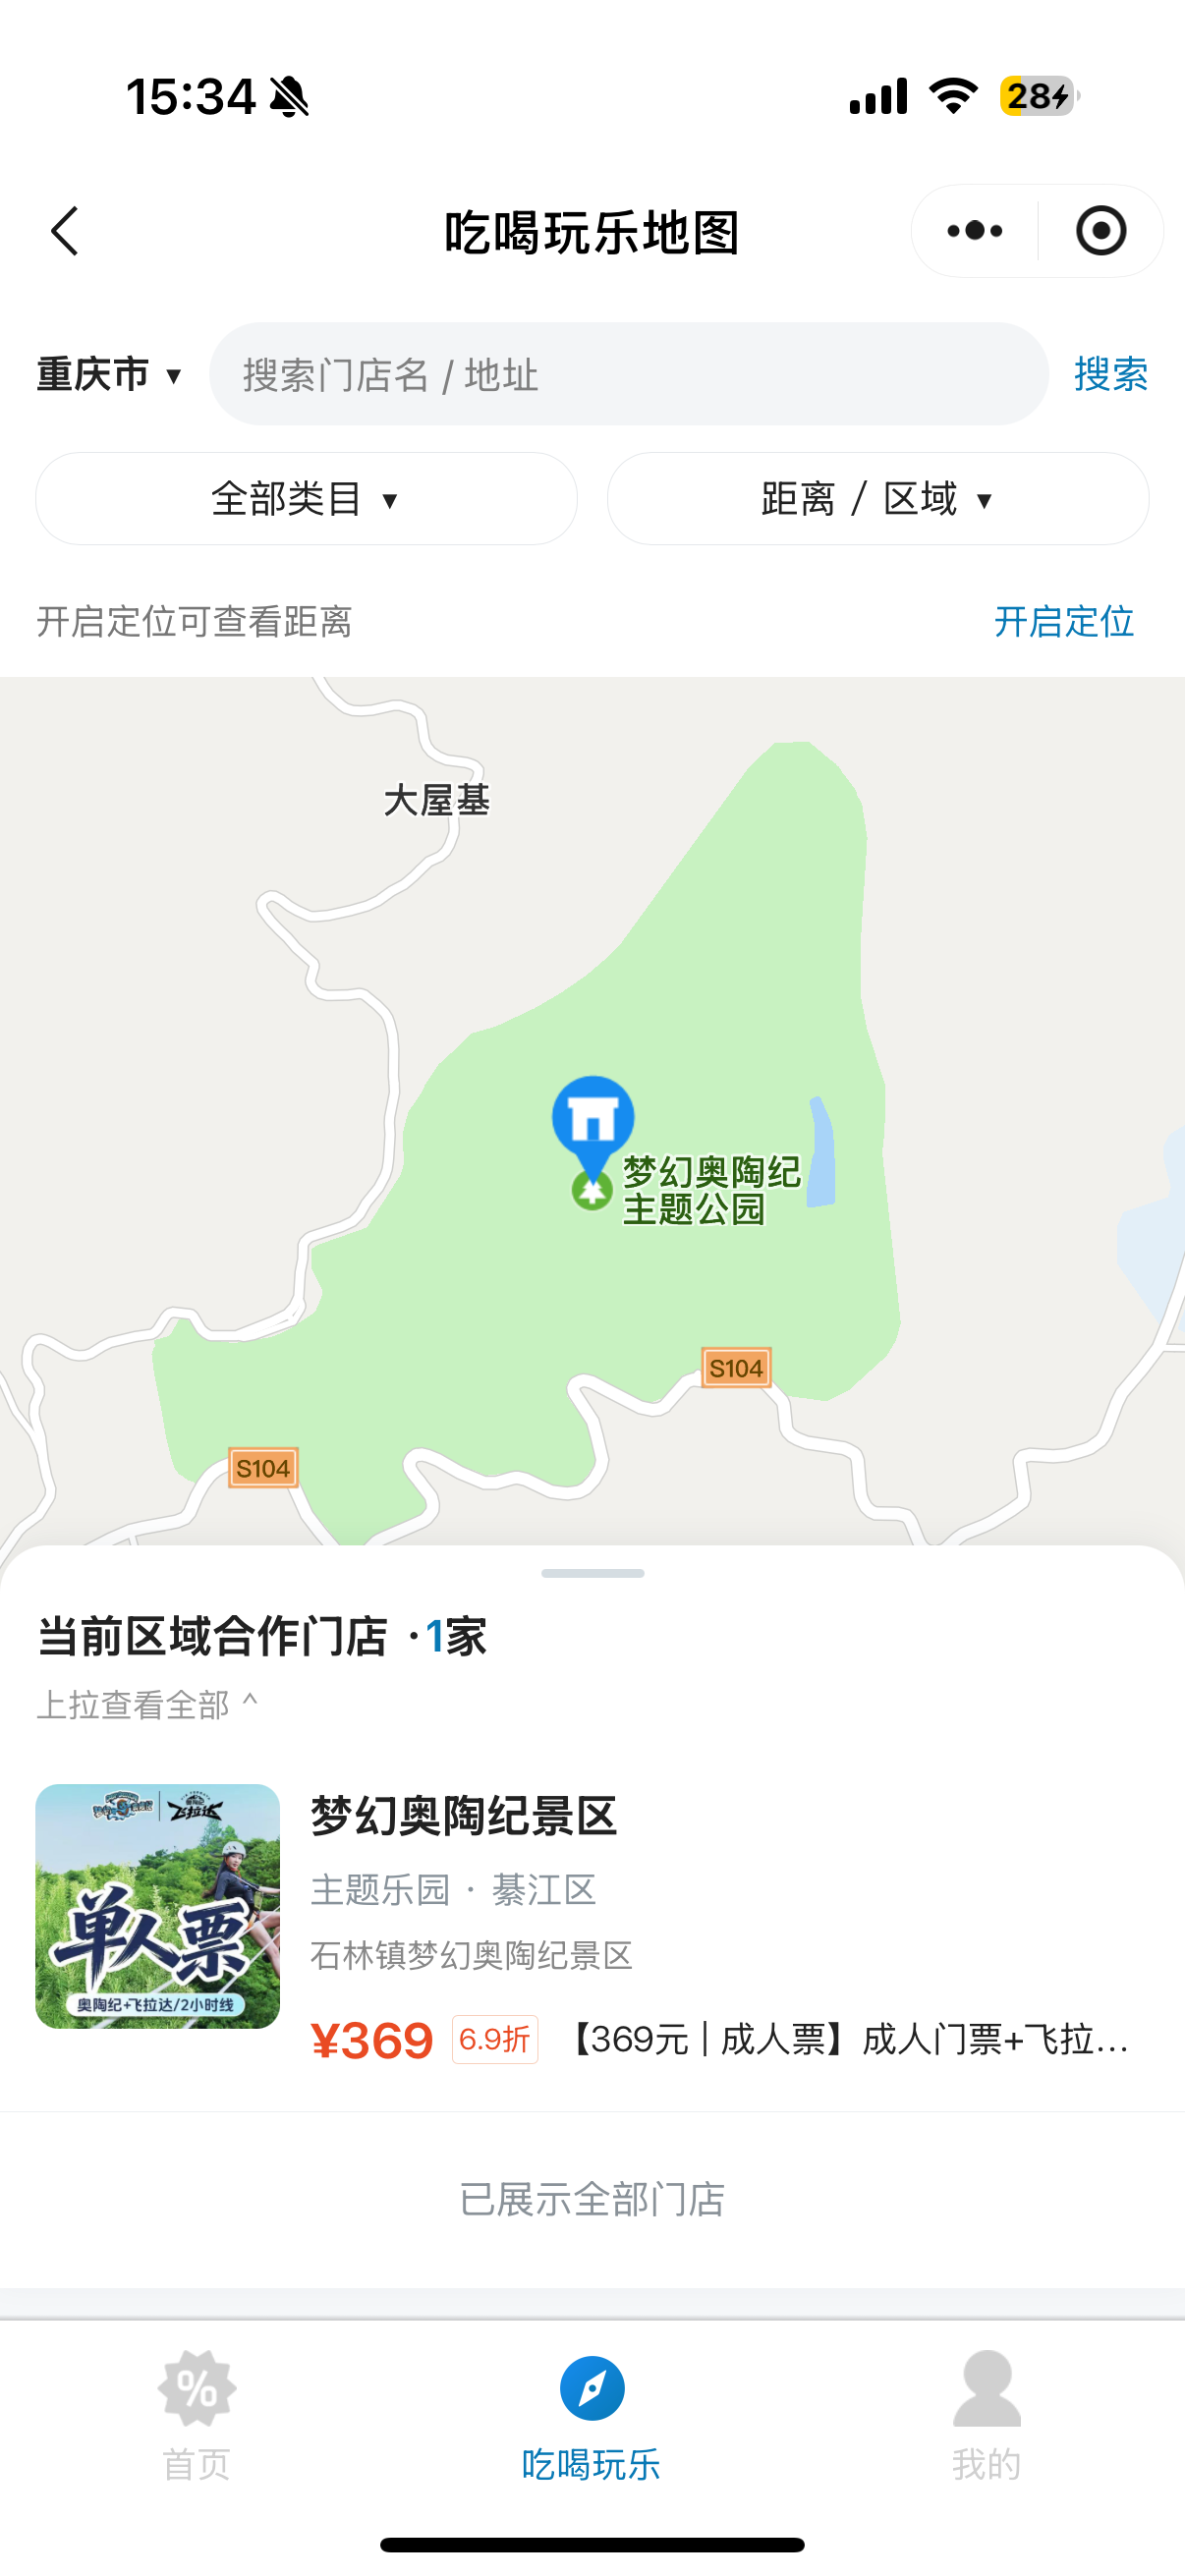 15:34
28
吃喝玩乐地图
重庆市 ▾
搜索门店名 / 地址
搜索
全部类目 ▾
距离 / 区域 ▾
开启定位可查看距离
开启定位
大屋基
梦幻奥陶纪
主题公园
S104
S104
当前区域合作门店 ·1家
上拉查看全部 ^
飞拉达
梦幻奥陶纪景区
单人票
主题乐园 · 綦江区
石林镇梦幻奥陶纪景区
奥陶纪+飞拉达/2小时线
¥369
6.9折
【369元 | 成人票】成人门票+飞拉...
已展示全部门店
首页
吃喝玩乐
我的